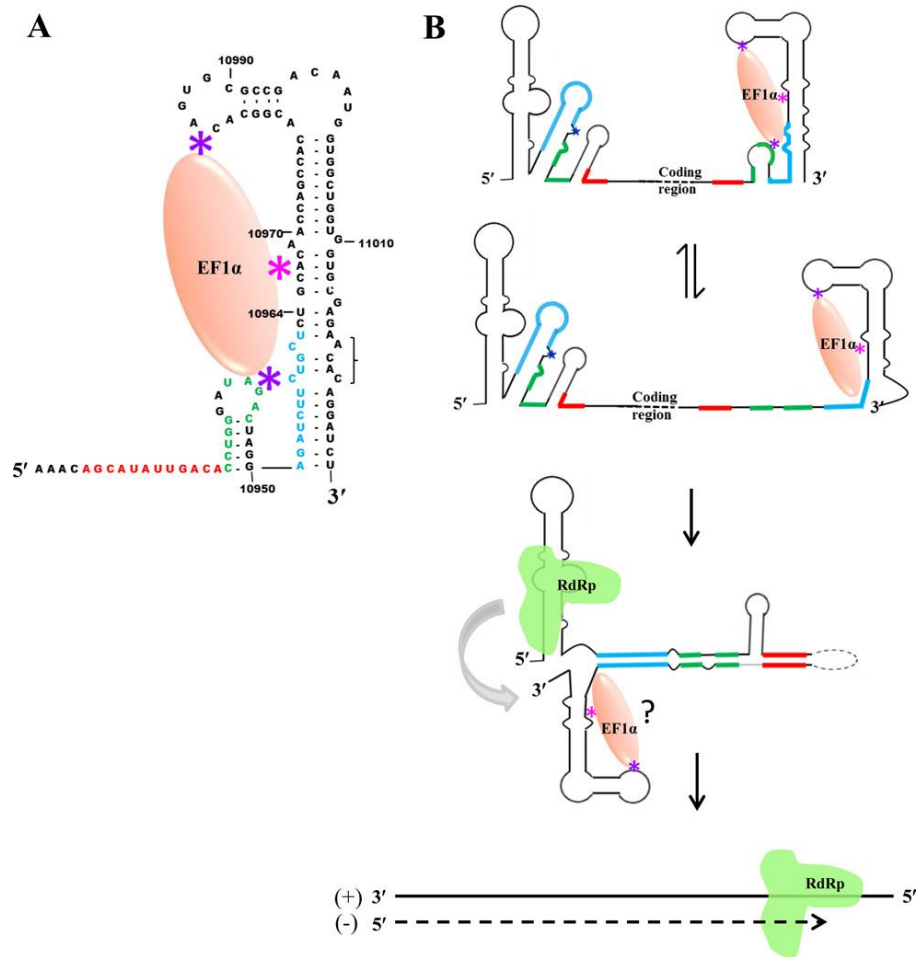 A
B
10990
10970
11010
EF1α
10964
5′ AAACAGCAUAUUGACAC
10950
3′
EF1α
5′
Coding
region
3′
EF1α
5′
Coding
region
3′
RdRp
5′
3′
EF1α
?
RdRp
(+) 3′
5′
(-) 5′